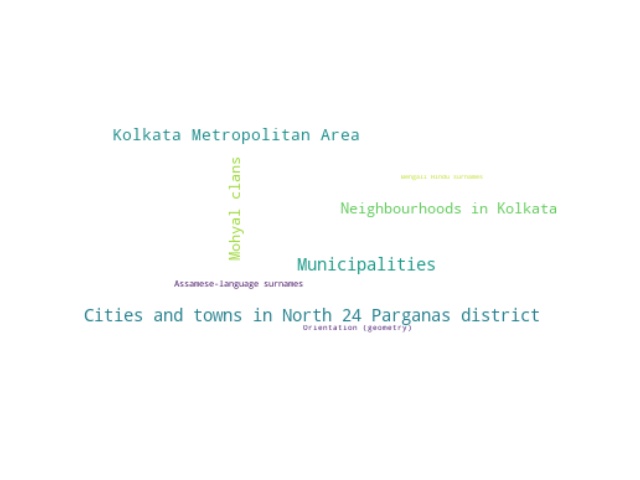 Kolkata Metropolitan Area
Mohyal clans
Bengali Hindu surnames
Neighbourhoods in Kolkata
Municipalities
Assamese-language surnames
Cities and towns in North 24 Parganas district
Orientation (geometry)